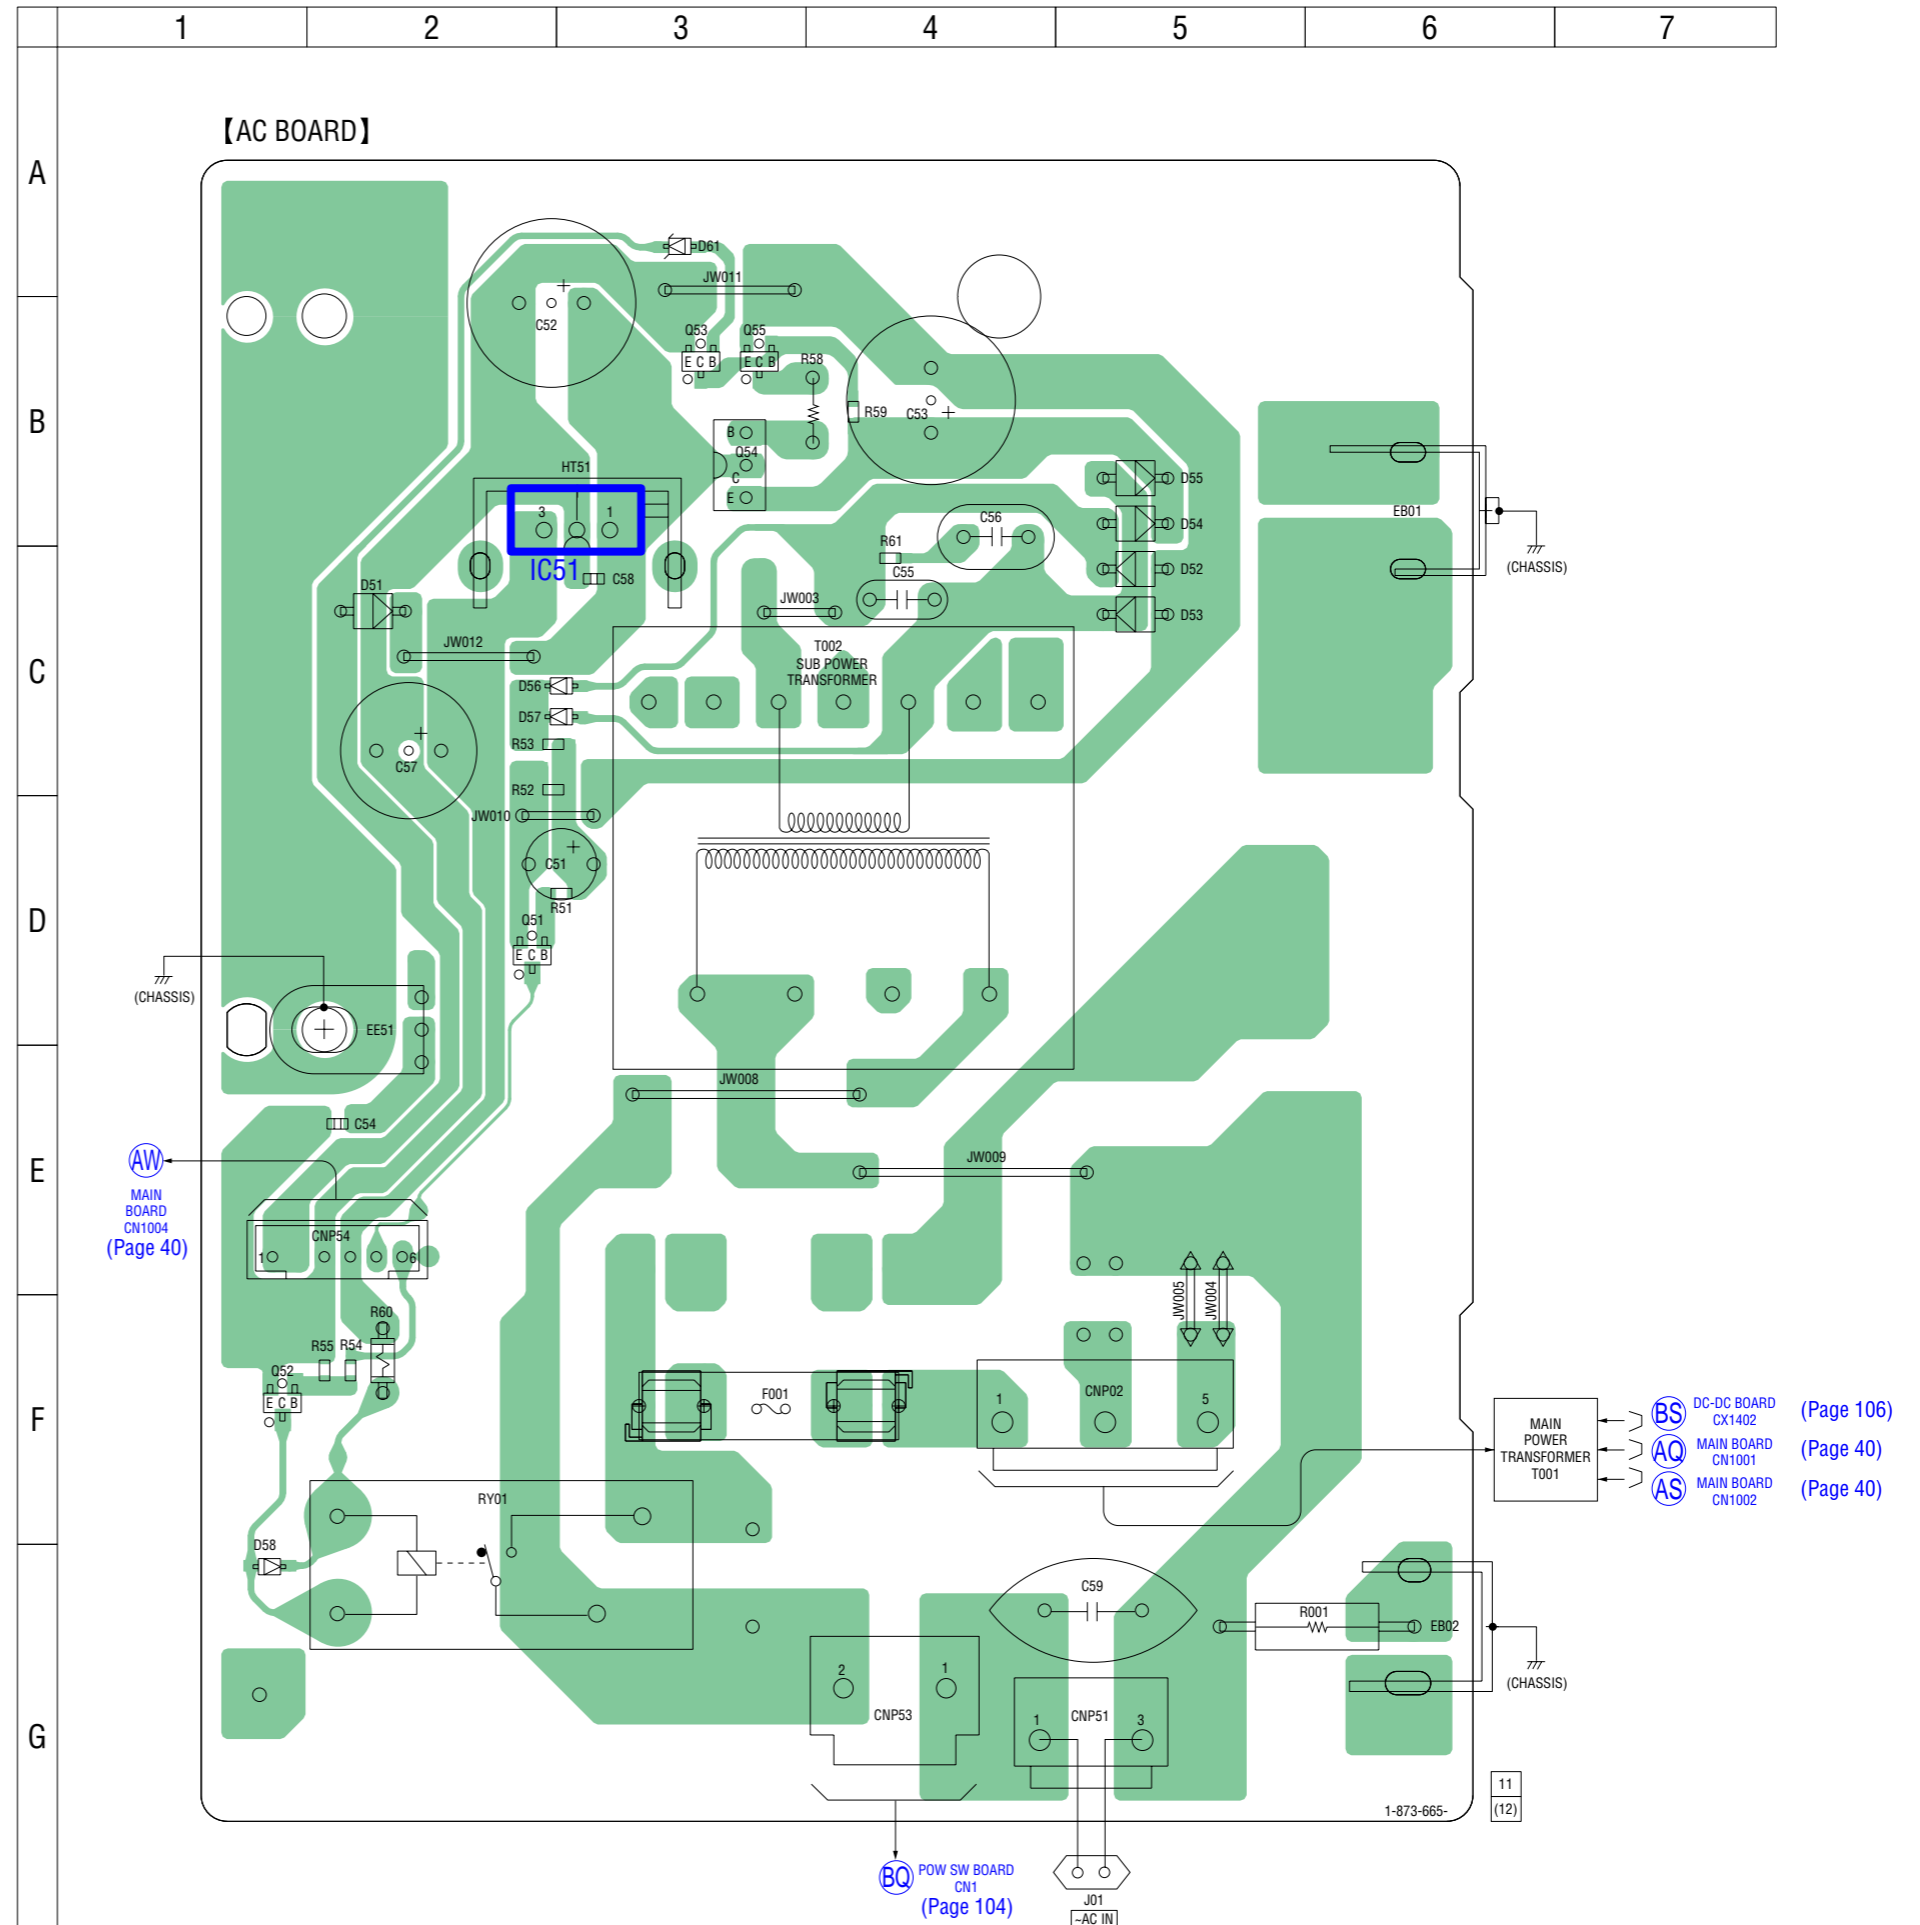 1 2 3 4 5 6 7
【AC BOARD】
A
D61
JW011
C52
+
Q53 Q55
E C B E C B
R58
B
R59 C53 +
B
Q54
C
E
HT51
D55
3 1
C56
D54
EB01
IC51
C58
R61
C55
D52
(CHASSIS)
D51
JW003
D53
JW012
C
T002
SUB POWER
TRANSFORMER
D56
D57
+
C57
R53
R52
JW010
+
C51
R51
D
Q51
E C B
(CHASSIS)
EE51
JW008
C54
E
AW
MAIN
BOARD
CN1004
(Page 40)
JW009
CNP54
1 6
JW005 JW004
R60
R55 R54
Q52
E C B
F
F001
1 CNP02 5
MAIN
POWER
TRANSFORMER
T001
BS DC-DC BOARD
CX1402
(Page 106)
AQ MAIN BOARD
CN1001
(Page 40)
AS MAIN BOARD
CN1002
(Page 40)
RY01
D58
C59
R001
EB02
(CHASSIS)
G
2 1
CNP53
1 CNP51 3
11
(12)
1-873-665-
BQ POW SW BOARD
CN1
(Page 104)
J01
~AC IN